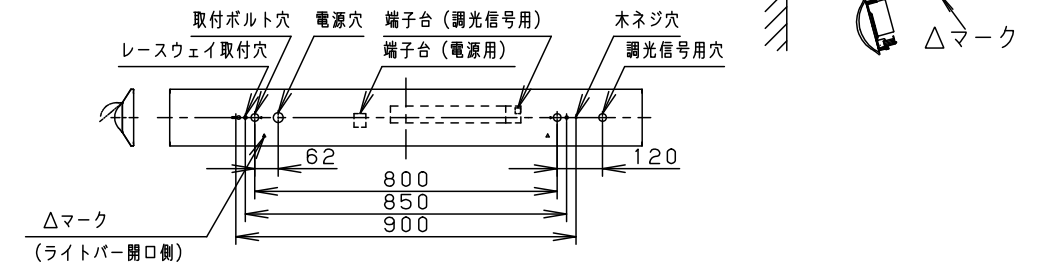 取付ボルト穴 電源穴 端子台（調光信号用） 木ネジ穴
レースウェイ取付穴 端子台（電源用） 調光信号用穴
△マーク
62 120
800
850
900
△マーク
（ライトバー開口側）